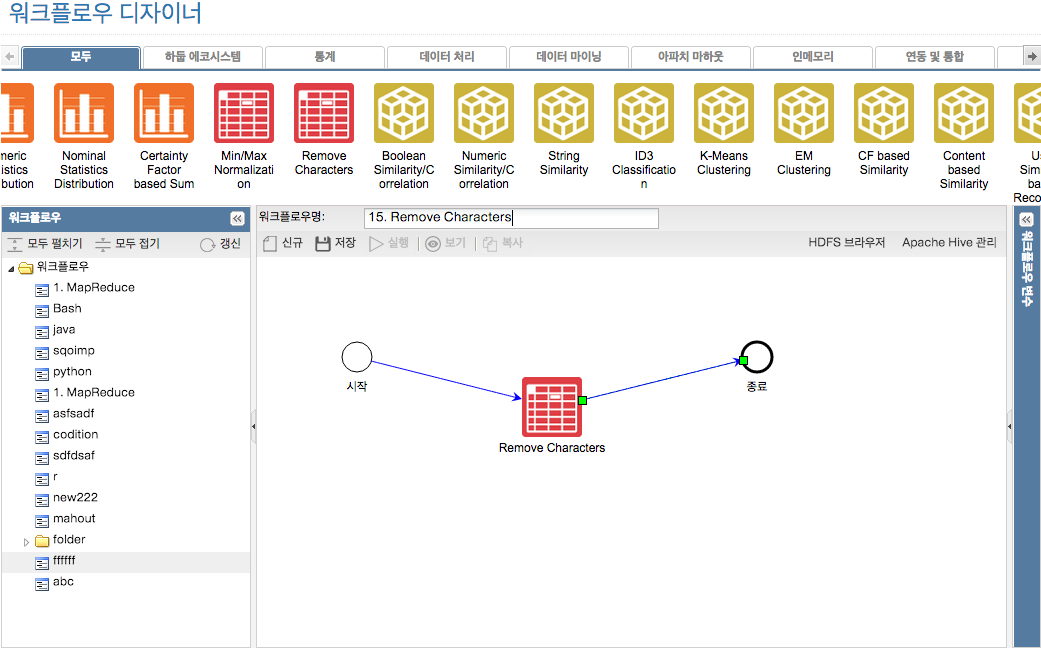 워크플로우 디자이너
모두
하둡 에코시스템
통계
데이터 처리
데이터 마이닝
아파치 마하웃
인메모리
연동 및 통합
neric
istics
bution
Nominal
Statistics
Distribution
Certainty
Factor
based Sum
Min/Max
Normalizati
on
Remove
Characters
Boolean
Similarity/C
orrelation
Numeric
Similarity/C
orrelation
String
Similarity
ID3
Classificatio
n
K-Means
Clustering
EM
Clustering
CF based
Similarity
Content
based
Similarity
Us
Sim
ba
Reco
워크플로우
워크플로우명:
15. Remove Characters
모두 펼치기
모두 접기
갱신
신규
저장
실행
보기
복사
HDFS 브라우저
Apache Hive 관리
워크플로우 변수
워크플로우
1. MapReduce
Bash
java
sqoimp
python
1. MapReduce
asfsadf
codition
sdfdsaf
r
new222
mahout
folder
ffffff
abc
시작
Remove Characters
종료